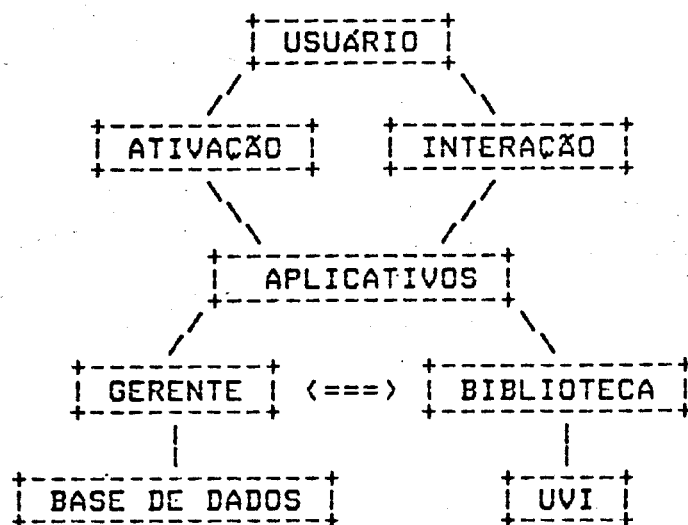 USUÁRIO
ATIVAÇÃO INTERAÇÃO
APLICATIVOS
GERENTE <===> BIBLIOTECA
BASE DE DADOS UVI